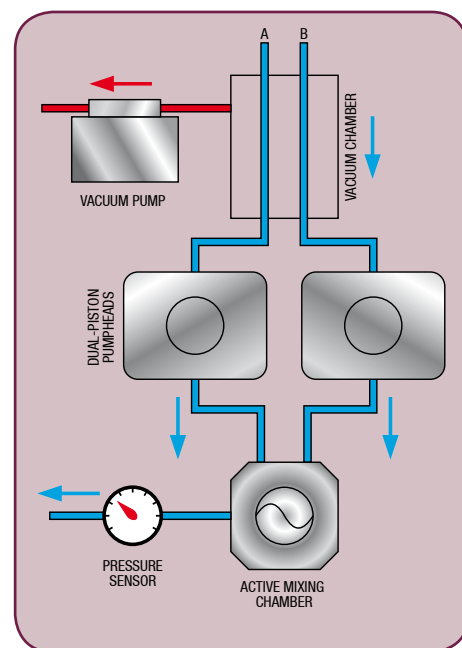 A
B
VACUUM CHAMBER
VACUUM PUMP
DUAL-PISTON
PUMPHEADS
PRESSURE
SENSOR
ACTIVE MIXING
CHAMBER